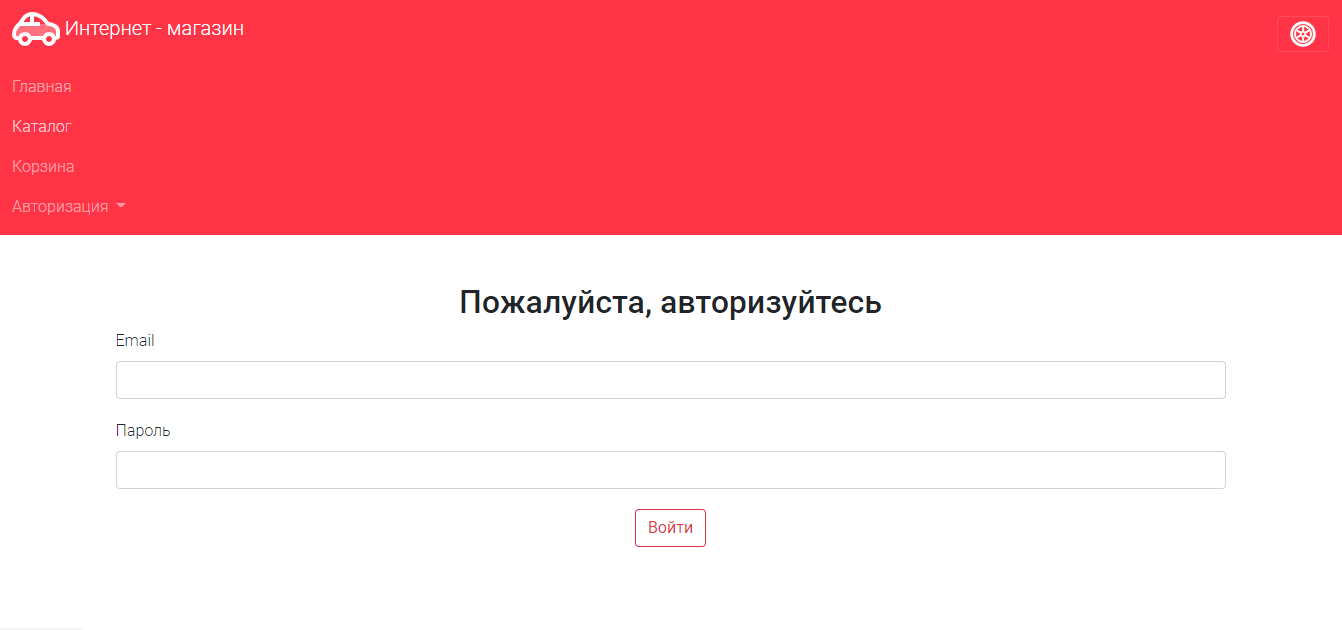 Интернет - магазин
Главная
Каталог
Корзина
Авторизация
Пожалуйста, авторизуйтесь
Email
Пароль
Войти